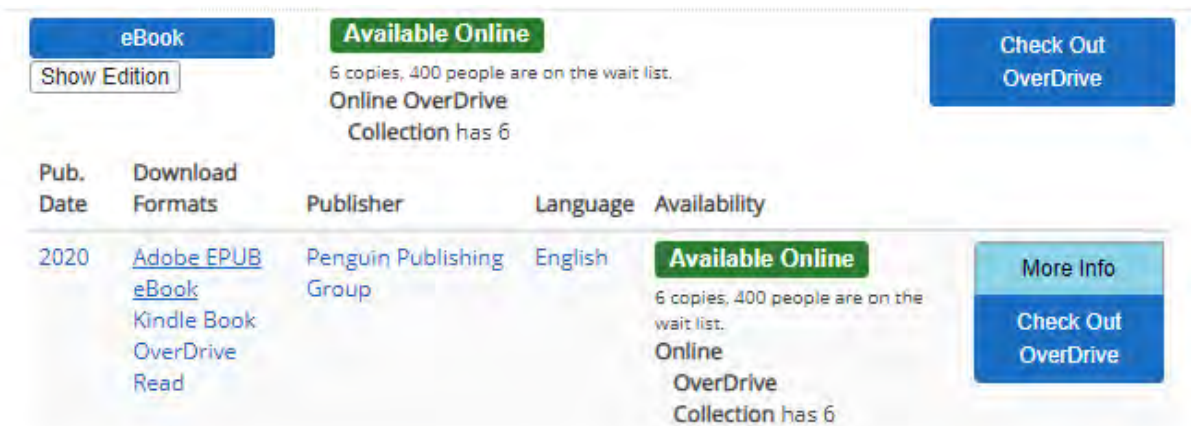 eBook
Available Online
Check Out
OverDrive
Show Edition
6 copies, 400 people are on the wait list.
Online OverDrive
Collection has 6
Pub.
Date
Download
Formats
Publisher
Language
Availability
2020
Adobe EPUB
eBook
Kindle Book
OverDrive
Read
Penguin Publishing
Group
English
Available Online
6 copies, 400 people are on the
wait list.
Online
OverDrive
Collection has 6
More Info
Check Out
OverDrive